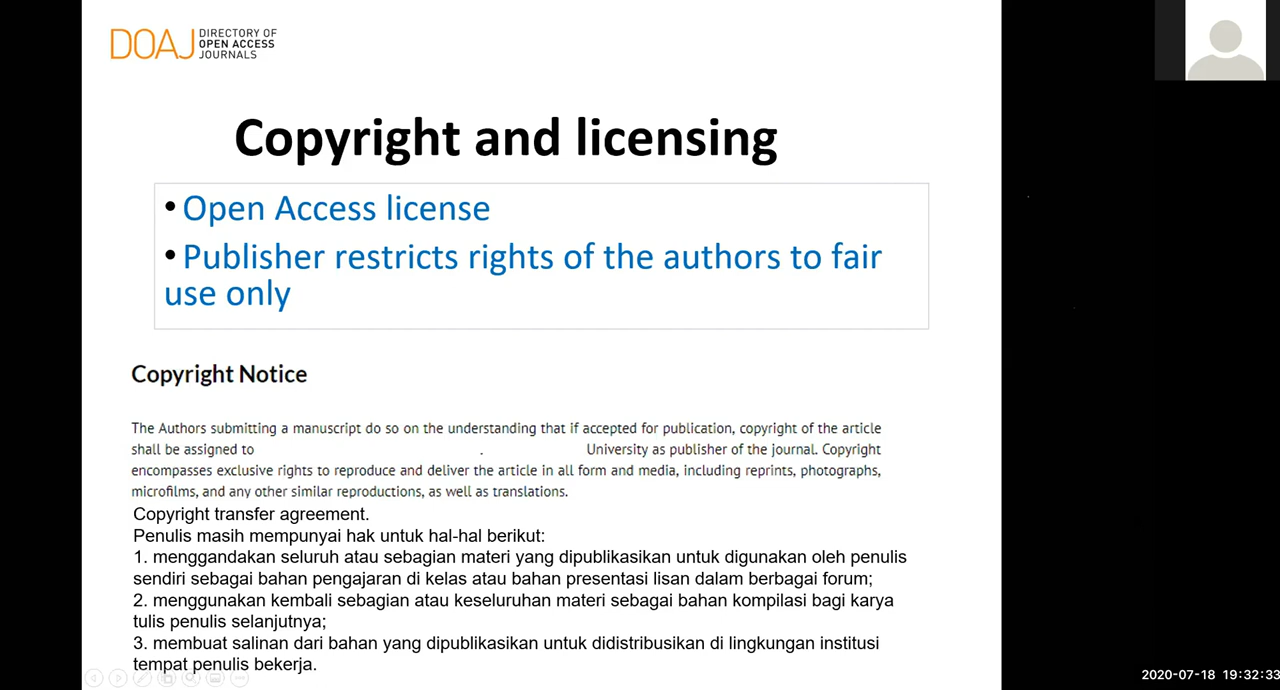 DOAJ DIRECTORY OF
OPEN ACCESS
JOURNALS
Copyright and licensing
• Open Access license
• Publisher restricts rights of the authors to fair
use only
Copyright Notice
The Authors submitting a manuscript do so on the understanding that if accepted for publication, copyright of the article
shall be assigned to . University as publisher of the journal. Copyright
encompasses exclusive rights to reproduce and deliver the article in all form and media, including reprints, photographs,
microfilms, and any other similar reproductions, as well as translations.
Copyright transfer agreement.
Penulis masih mempunyai hak untuk hal-hal berikut:
1. menggandakan seluruh atau sebagian materi yang dipublikasikan untuk digunakan oleh penulis
sendiri sebagai bahan pengajaran di kelas atau bahan presentasi lisan dalam berbagai forum;
2. menggunakan kembali sebagian atau keseluruhan materi sebagai bahan kompilasi bagi karya
tulis penulis selanjutnya;
3. membuat salinan dari bahan yang dipublikasikan untuk didistribusikan di lingkungan institusi
tempat penulis bekerja.
2020-07-18 19:32:33